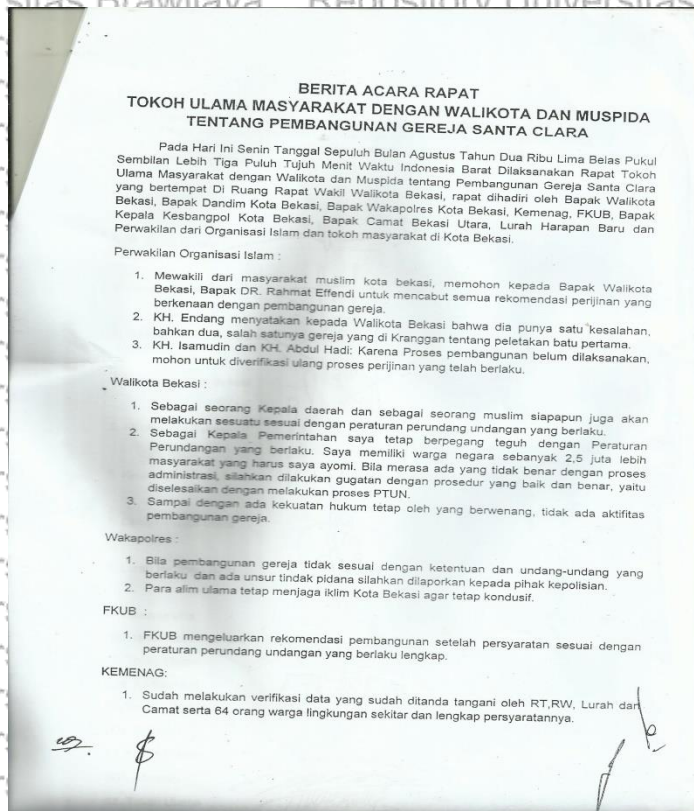 BERITA ACARA RAPAT
TOKOH ULAMA MASYARAKAT DENGAN WALIKOTA DAN MUSPIDA
TENTANG PEMBANGUNAN GEREJA SANTA CLARA
Pada Hari Ini Senin Tanggal Sepuluh Bulan Agustus Tahun Dua Ribu Lima Belas Pukul
Sembilan Lebih Tiga Puluh Tujuh Menit Waktu Indonesia Barat Dilaksanakan Rapat Tokoh
Ulama Masyarakat dengan Walikota dan Muspida tentang Pembangunan Gereja Santa Clara
yang bertempat Di Ruang Rapat Wakil Walikota Bekasi, rapat dihadiri oleh Bapak Walikota
Bekasi, Bapak Dandim Kota Bekasi, Bapak Wakapolres Kota Bekasi, Kemenag, FKUB, Bapak
Kepala Kesbangpol Kota Bekasi, Bapak Camat Bekasi Utara, Lurah Harapan Baru dan
Perwakilan dari Organisasi Islam dan tokoh masyarakat di Kota Bekasi.
Perwakilan Organisasi Islam :
1. Mewakili dari masyarakat muslim kota bekasi, memohon kepada Bapak Walikota
Bekasi, Bapak DR. Rahmat Effendi untuk mencabut semua rekomendasi perijinan yang
berkenaan dengan pembangunan gereja.
2. KH. Endang menyatakan kepada Walikota Bekasi bahwa dia punya satu kesalahan,
bahkan dua, salah satunya gereja yang di Kranggan tentang peletakan batu pertama.
3. KH. Isamudin dan KH. Abdul Hadi: Karena Proses pembangunan belum dilaksanakan,
mohon untuk diverifikasi ulang proses perijinan yang telah berlaku.
Walikota Bekasi :
1. Sebagai seorang Kepala daerah dan sebagai seorang muslim siapapun juga akan
melakukan sesuatu sesuai dengan peraturan perundang undangan yang berlaku.
2. Sebagai Kepala Pemerintahan saya tetap berpegang teguh dengan Peraturan
Perundangan yang berlaku. Saya memiliki warga negara sebanyak 2,5 juta lebih
masyarakat yang harus saya ayomi. Bila merasa ada yang tidak benar dengan proses
administrasi, silahkan dilakukan gugatan dengan prosedur yang baik dan benar, yaitu
diselesaikan dengan melakukan proses PTUN.
3. Sampai dengan ada kekuatan hukum tetap oleh yang berwenang, tidak ada aktifitas
pembangunan gereja.
Wakapolres :
1. Bila pembangunan gereja tidak sesuai dengan ketentuan dan undang-undang yang
berlaku dan ada unsur tindak pidana silahkan dilaporkan kepada pihak kepolisian.
2. Para alim ulama tetap menjaga iklim Kota Bekasi agar tetap kondusif.
FKUB :
1. FKUB mengeluarkan rekomendasi pembangunan setelah persyaratan sesuai dengan
peraturan perundang undangan yang berlaku lengkap.
KEMENAG:
1. Sudah melakukan verifikasi data yang sudah ditanda tangani oleh RT,RW, Lurah dan
Camat serta 64 orang warga lingkungan sekitar dan lengkap persyaratannya.